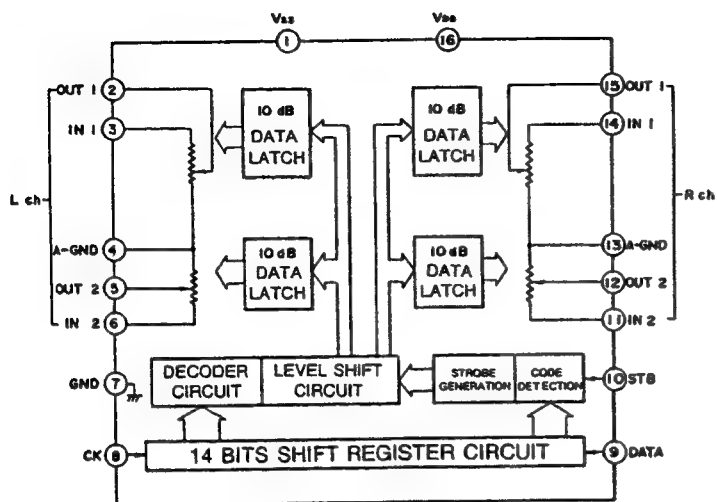 Vss
VDD
1
16
OUT 1
2
15
OUT 1
IN 1
3
14
IN 1
10 dB
DATA
LATCH
10 dB
DATA
LATCH
L ch
R ch
A-GND
4
13
A-GND
OUT 2
5
12
OUT 2
IN 2
6
11
IN 2
10 dB
DATA
LATCH
10 dB
DATA
LATCH
GND
7
DECODER
CIRCUIT
LEVEL SHIFT
CIRCUIT
STROBE
GENERATION
CODE
DETECTION
10
STB
CK
8
14 BITS SHIFT REGISTER CIRCUIT
9
DATA